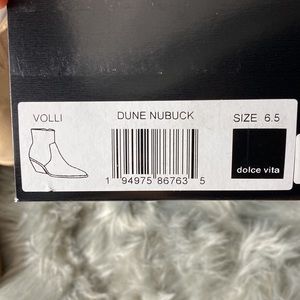 VOLLI DUNE NUBUCK SIZE 6.5
dolce vita
1 94975 86763 5